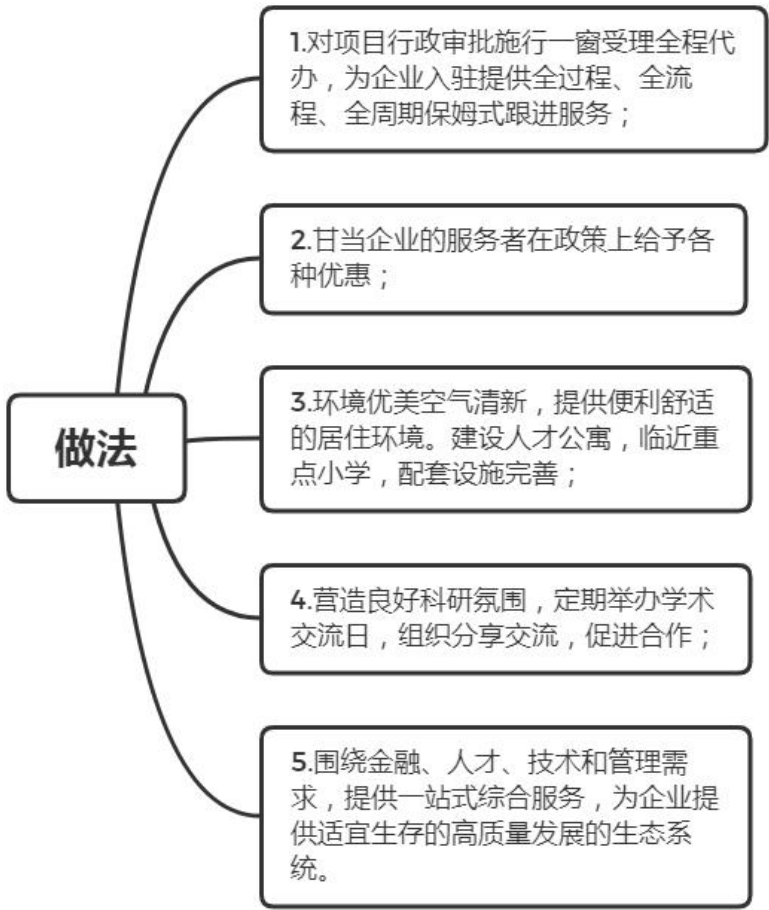 做法
1.对项目行政审批施行一窗受理全程代
办，为企业入驻提供全过程、全流
程、全周期保姆式跟进服务；
2.甘当企业的服务者在政策上给予各
种优惠；
3.环境优美空气清新，提供便利舒适
的居住环境。建设人才公寓，临近重
点小学，配套设施完善；
4.营造良好科研氛围，定期举办学术
交流日，组织分享交流，促进合作；
5.围绕金融、人才、技术和管理需
求，提供一站式综合服务，为企业提
供适宜生存的高质量发展的生态系
统。